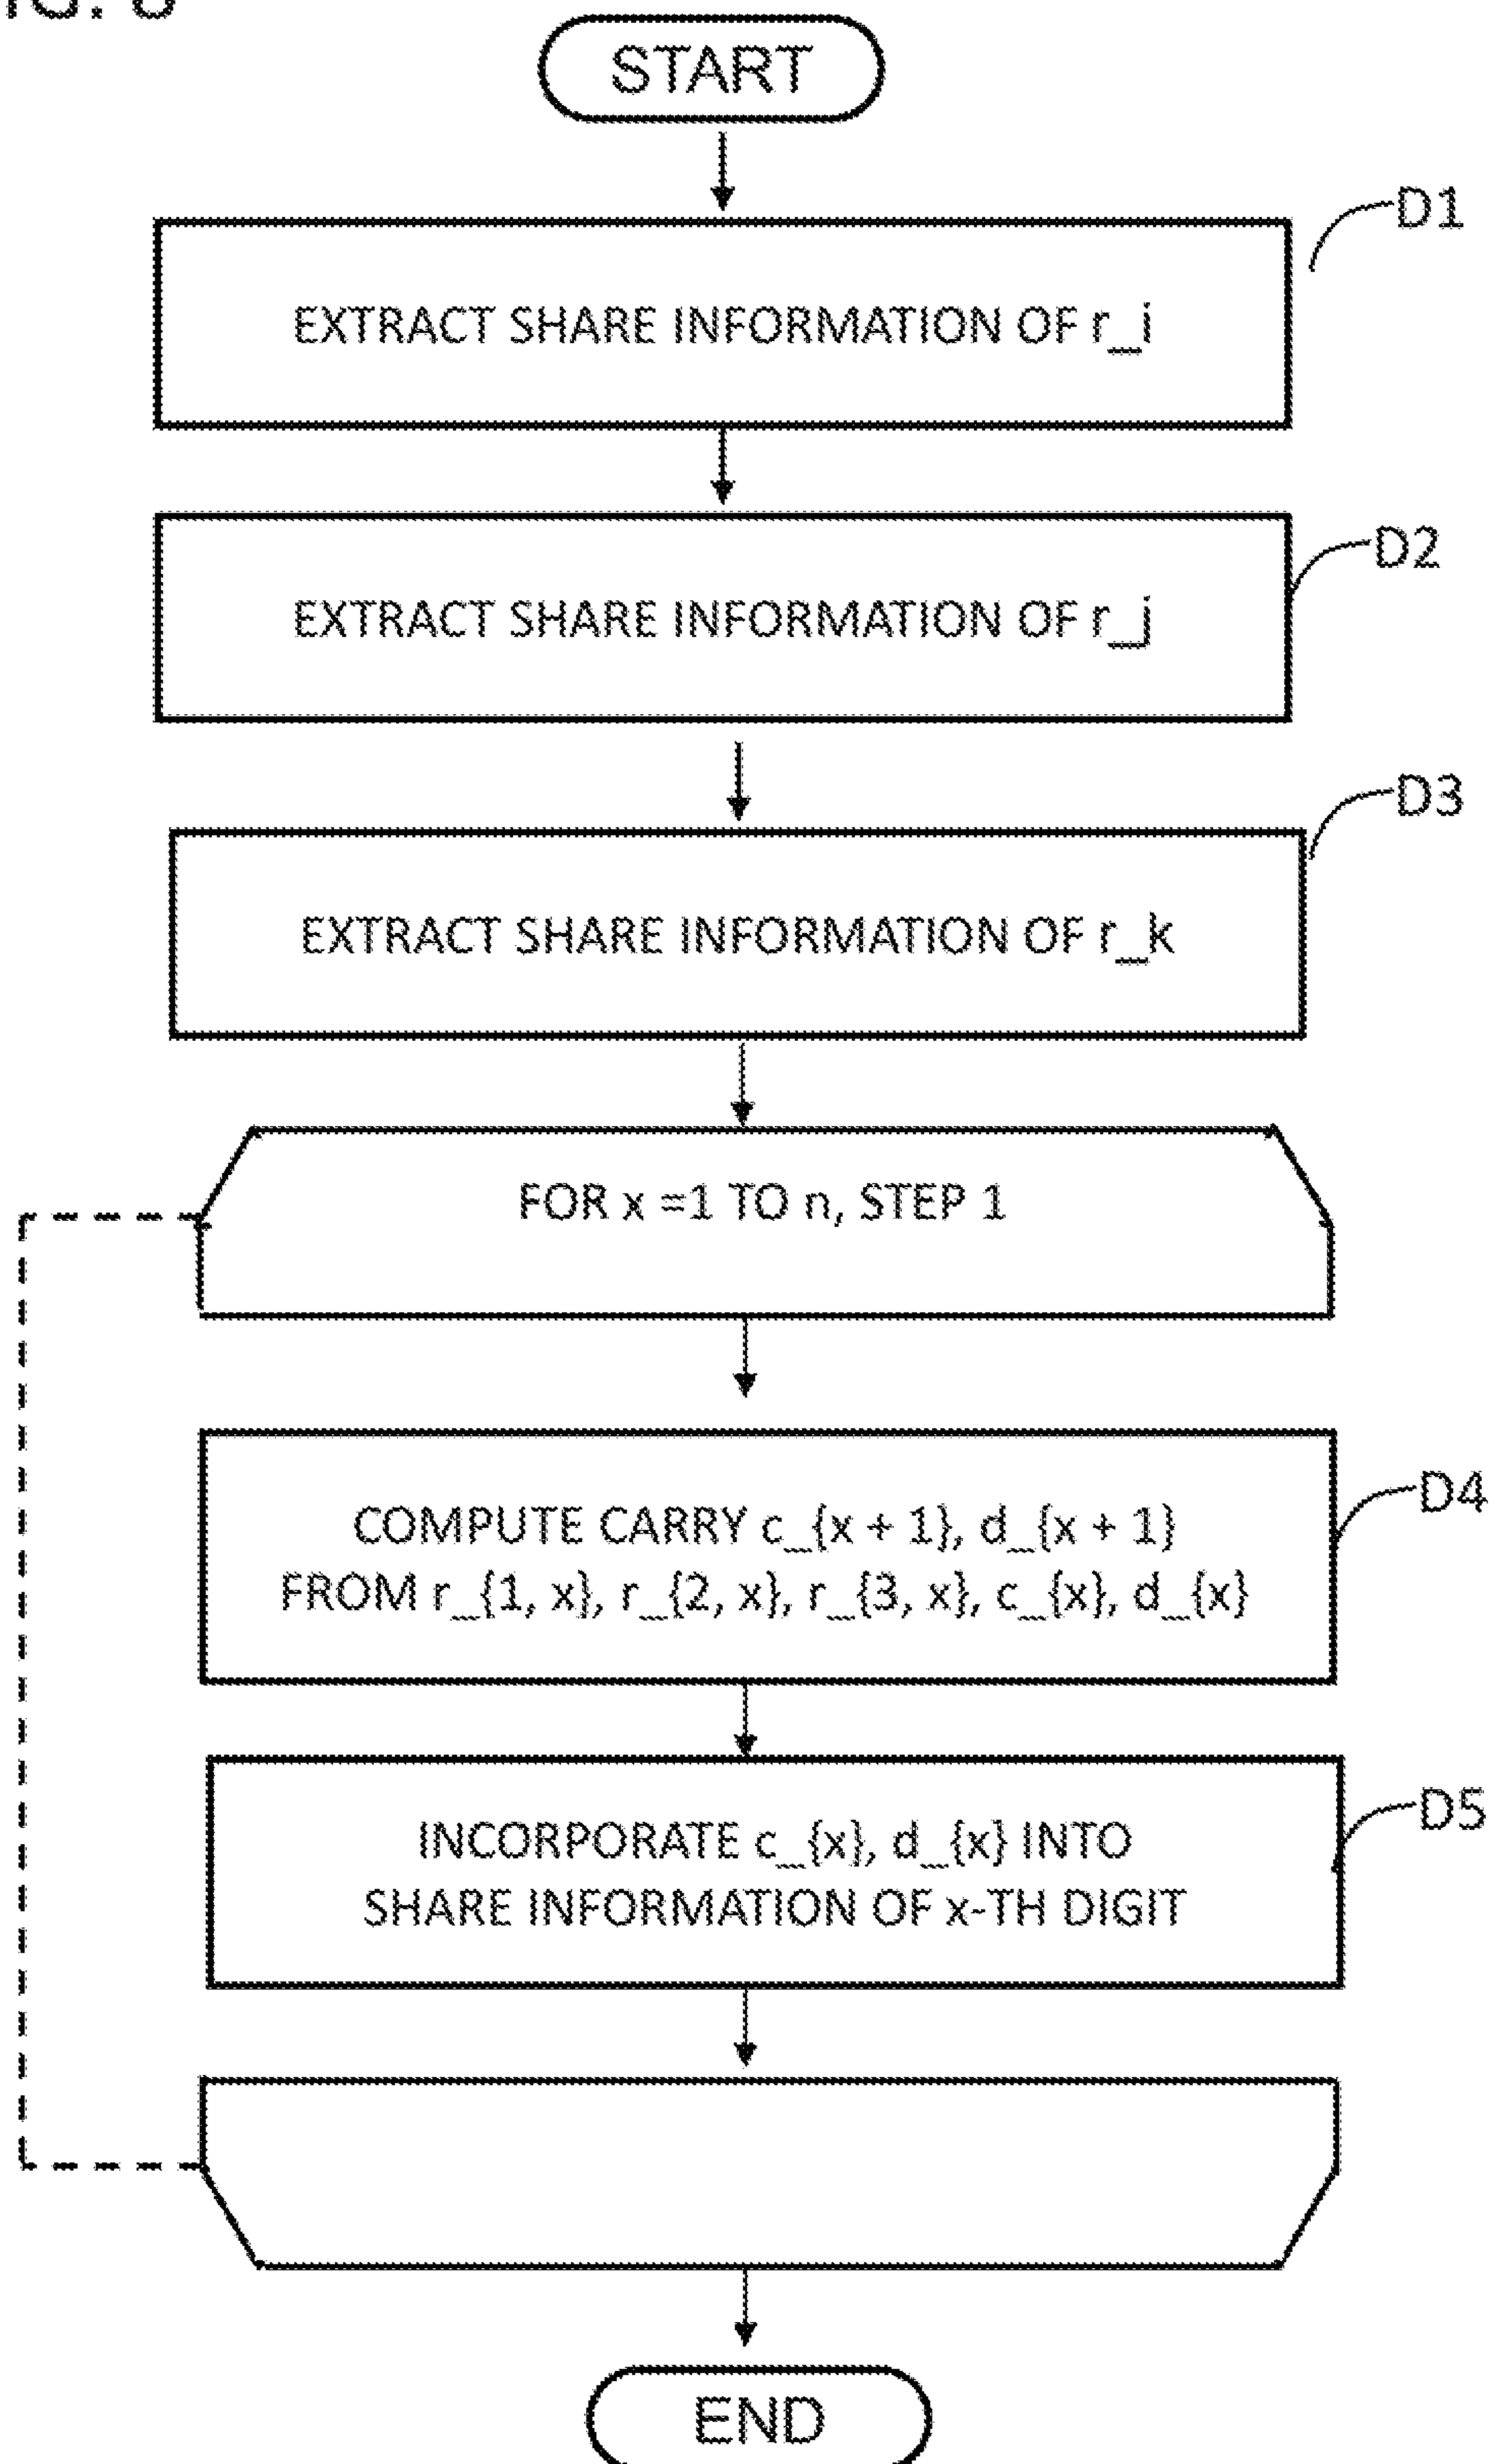 START
D1
EXTRACT SHARE INFORMATION OF r_i
D2
EXTRACT SHARE INFORMATION OF r_j
D3
EXTRACT SHARE INFORMATION OF r_k
FOR x =1 TO n, STEP 1
D4
COMPUTE CARRY c_{x + 1}, d_{x + 1}
FROM r_{1, x}, r_{2, x}, r_{3, x}, c_{x}, d_{x}
D5
INCORPORATE c_{x}, d_{x} INTO
SHARE INFORMATION OF x-TH DIGIT
END